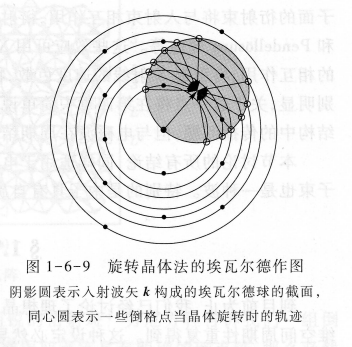 图 1-6-9 旋转晶体法的埃瓦尔德作图
阴影圆表示入射波矢 k 构成的埃瓦尔德球的截面，
同心圆表示一些倒格点当晶体旋转时的轨迹